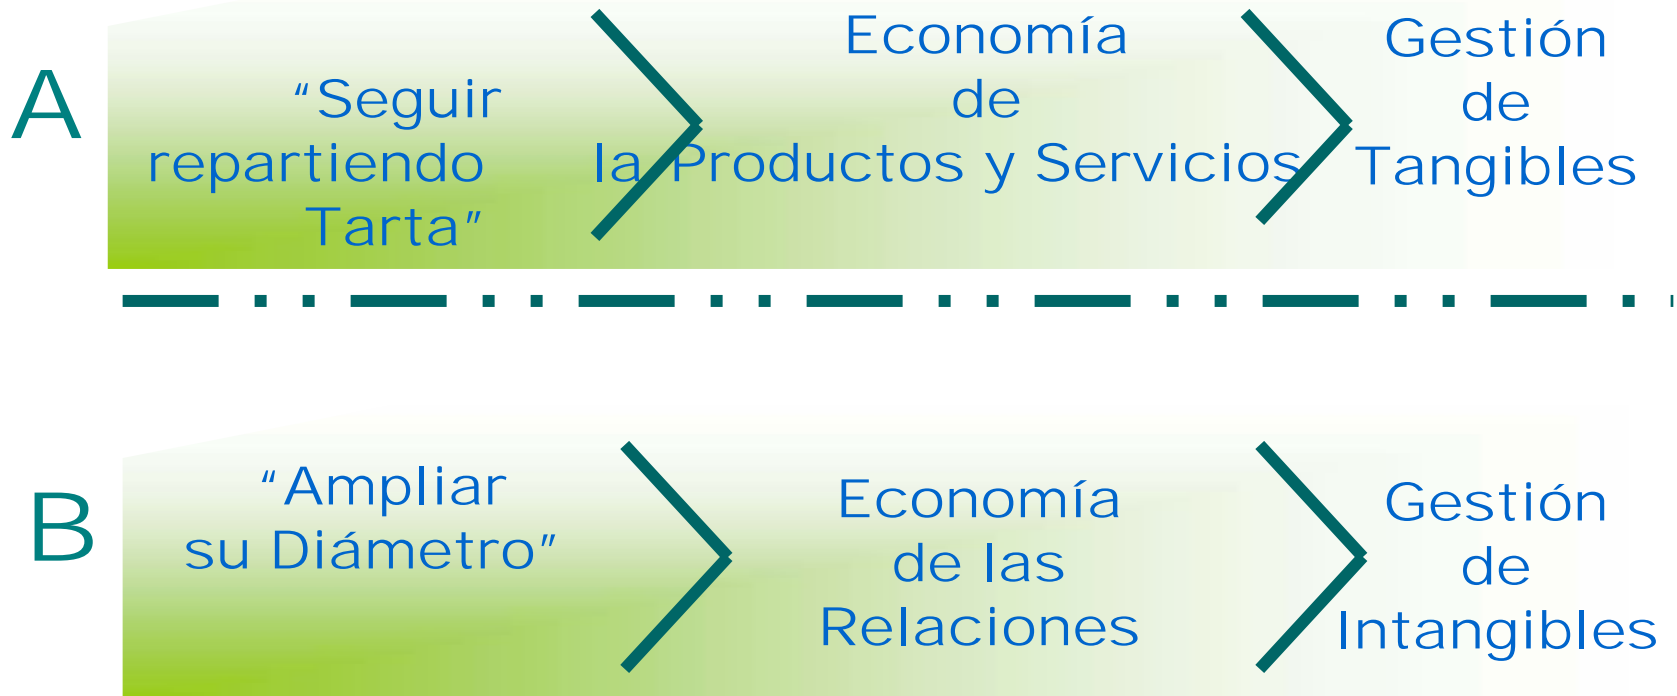 A
"Seguir
repartiendo
Tarta"
Economía
de
la Productos y Servicios
Gestión
de
Tangibles
B
"Ampliar
su Diámetro"
Economía
de las
Relaciones
Gestión
de
Intangibles